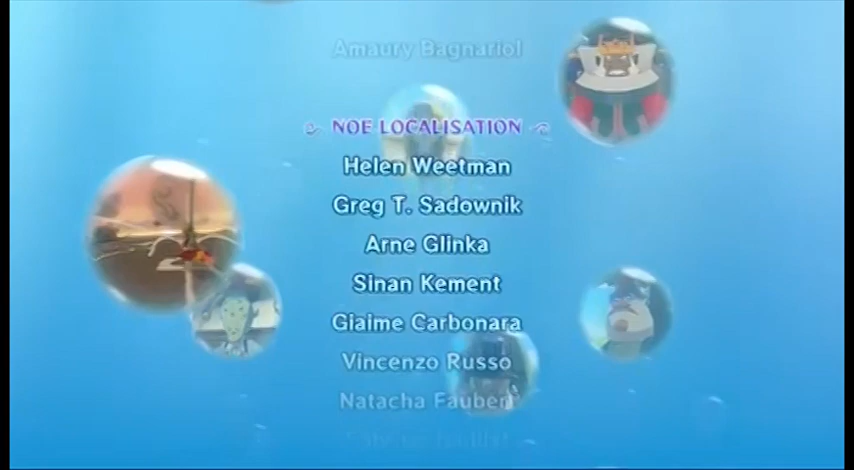 Amaury Bagnariol
NOE LOCALISATION
Helen Weetman
Greg T. Sadownik
Arne Glinka
Sinan Kement
Giaime Carbonara
Vincenzo Russo
Natacha Faubert